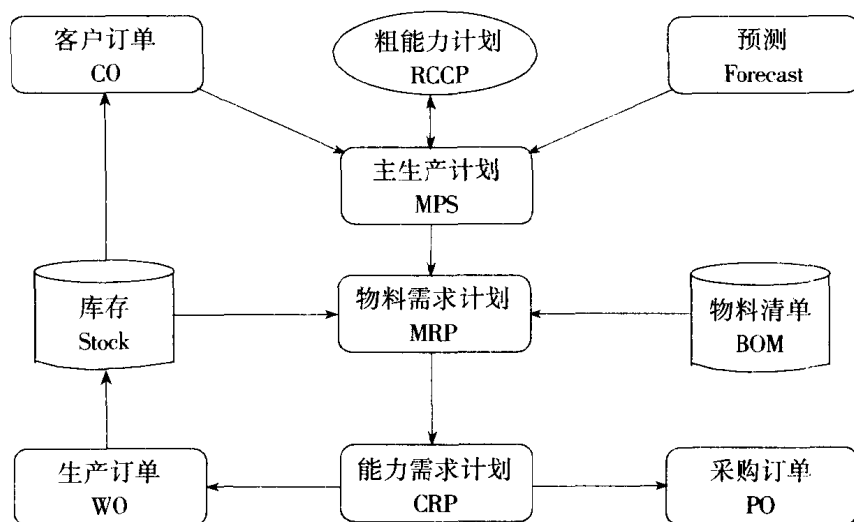 客户订单
CO
粗能力计划
RCCP
预测
Forecast
主生产计划
MPS
库存
Stock
物料需求计划
MRP
物料清单
BOM
生产订单
WO
能力需求计划
CRP
采购订单
PO